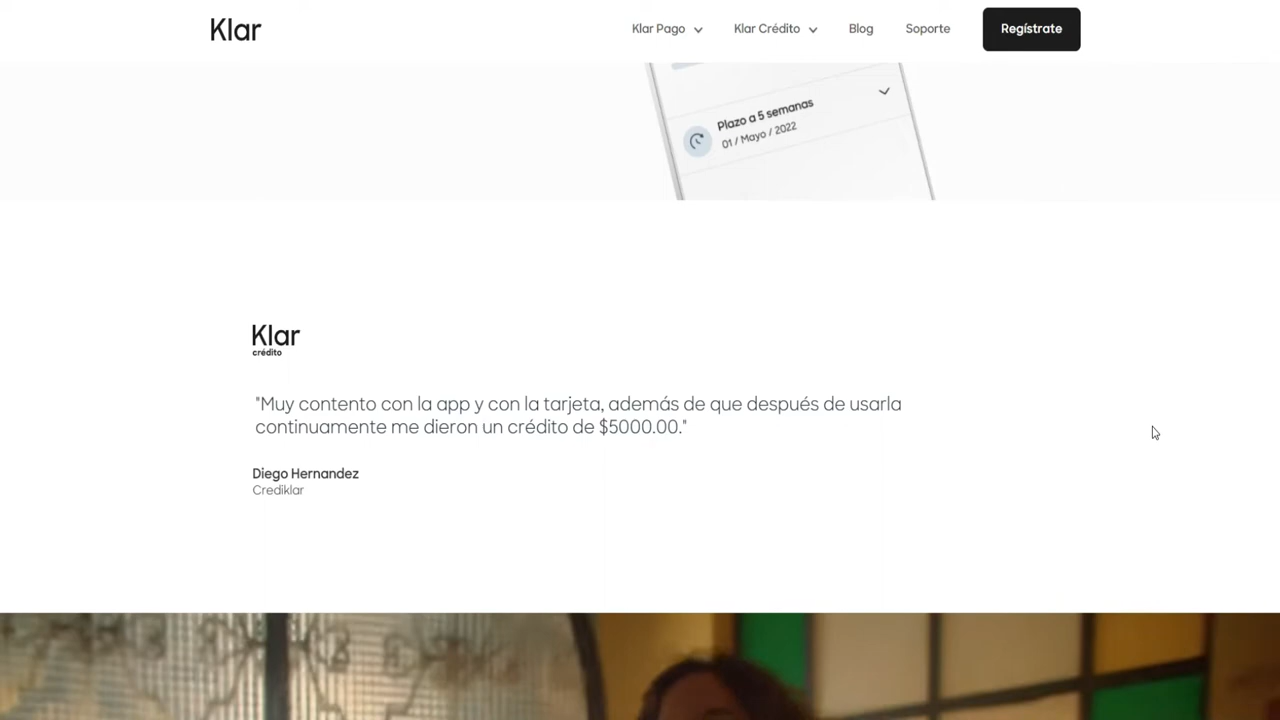 Klar
Klar Pago
Klar Crédito
Blog
Soporte
Regístrate
Plazo a 5 semanas
01 / Mayo / 2022
Klar
crédito
"Muy contento con la app y con la tarjeta, además de que después de usarla
continuamente me dieron un crédito de $5000.00."
Diego Hernandez
Crediklar